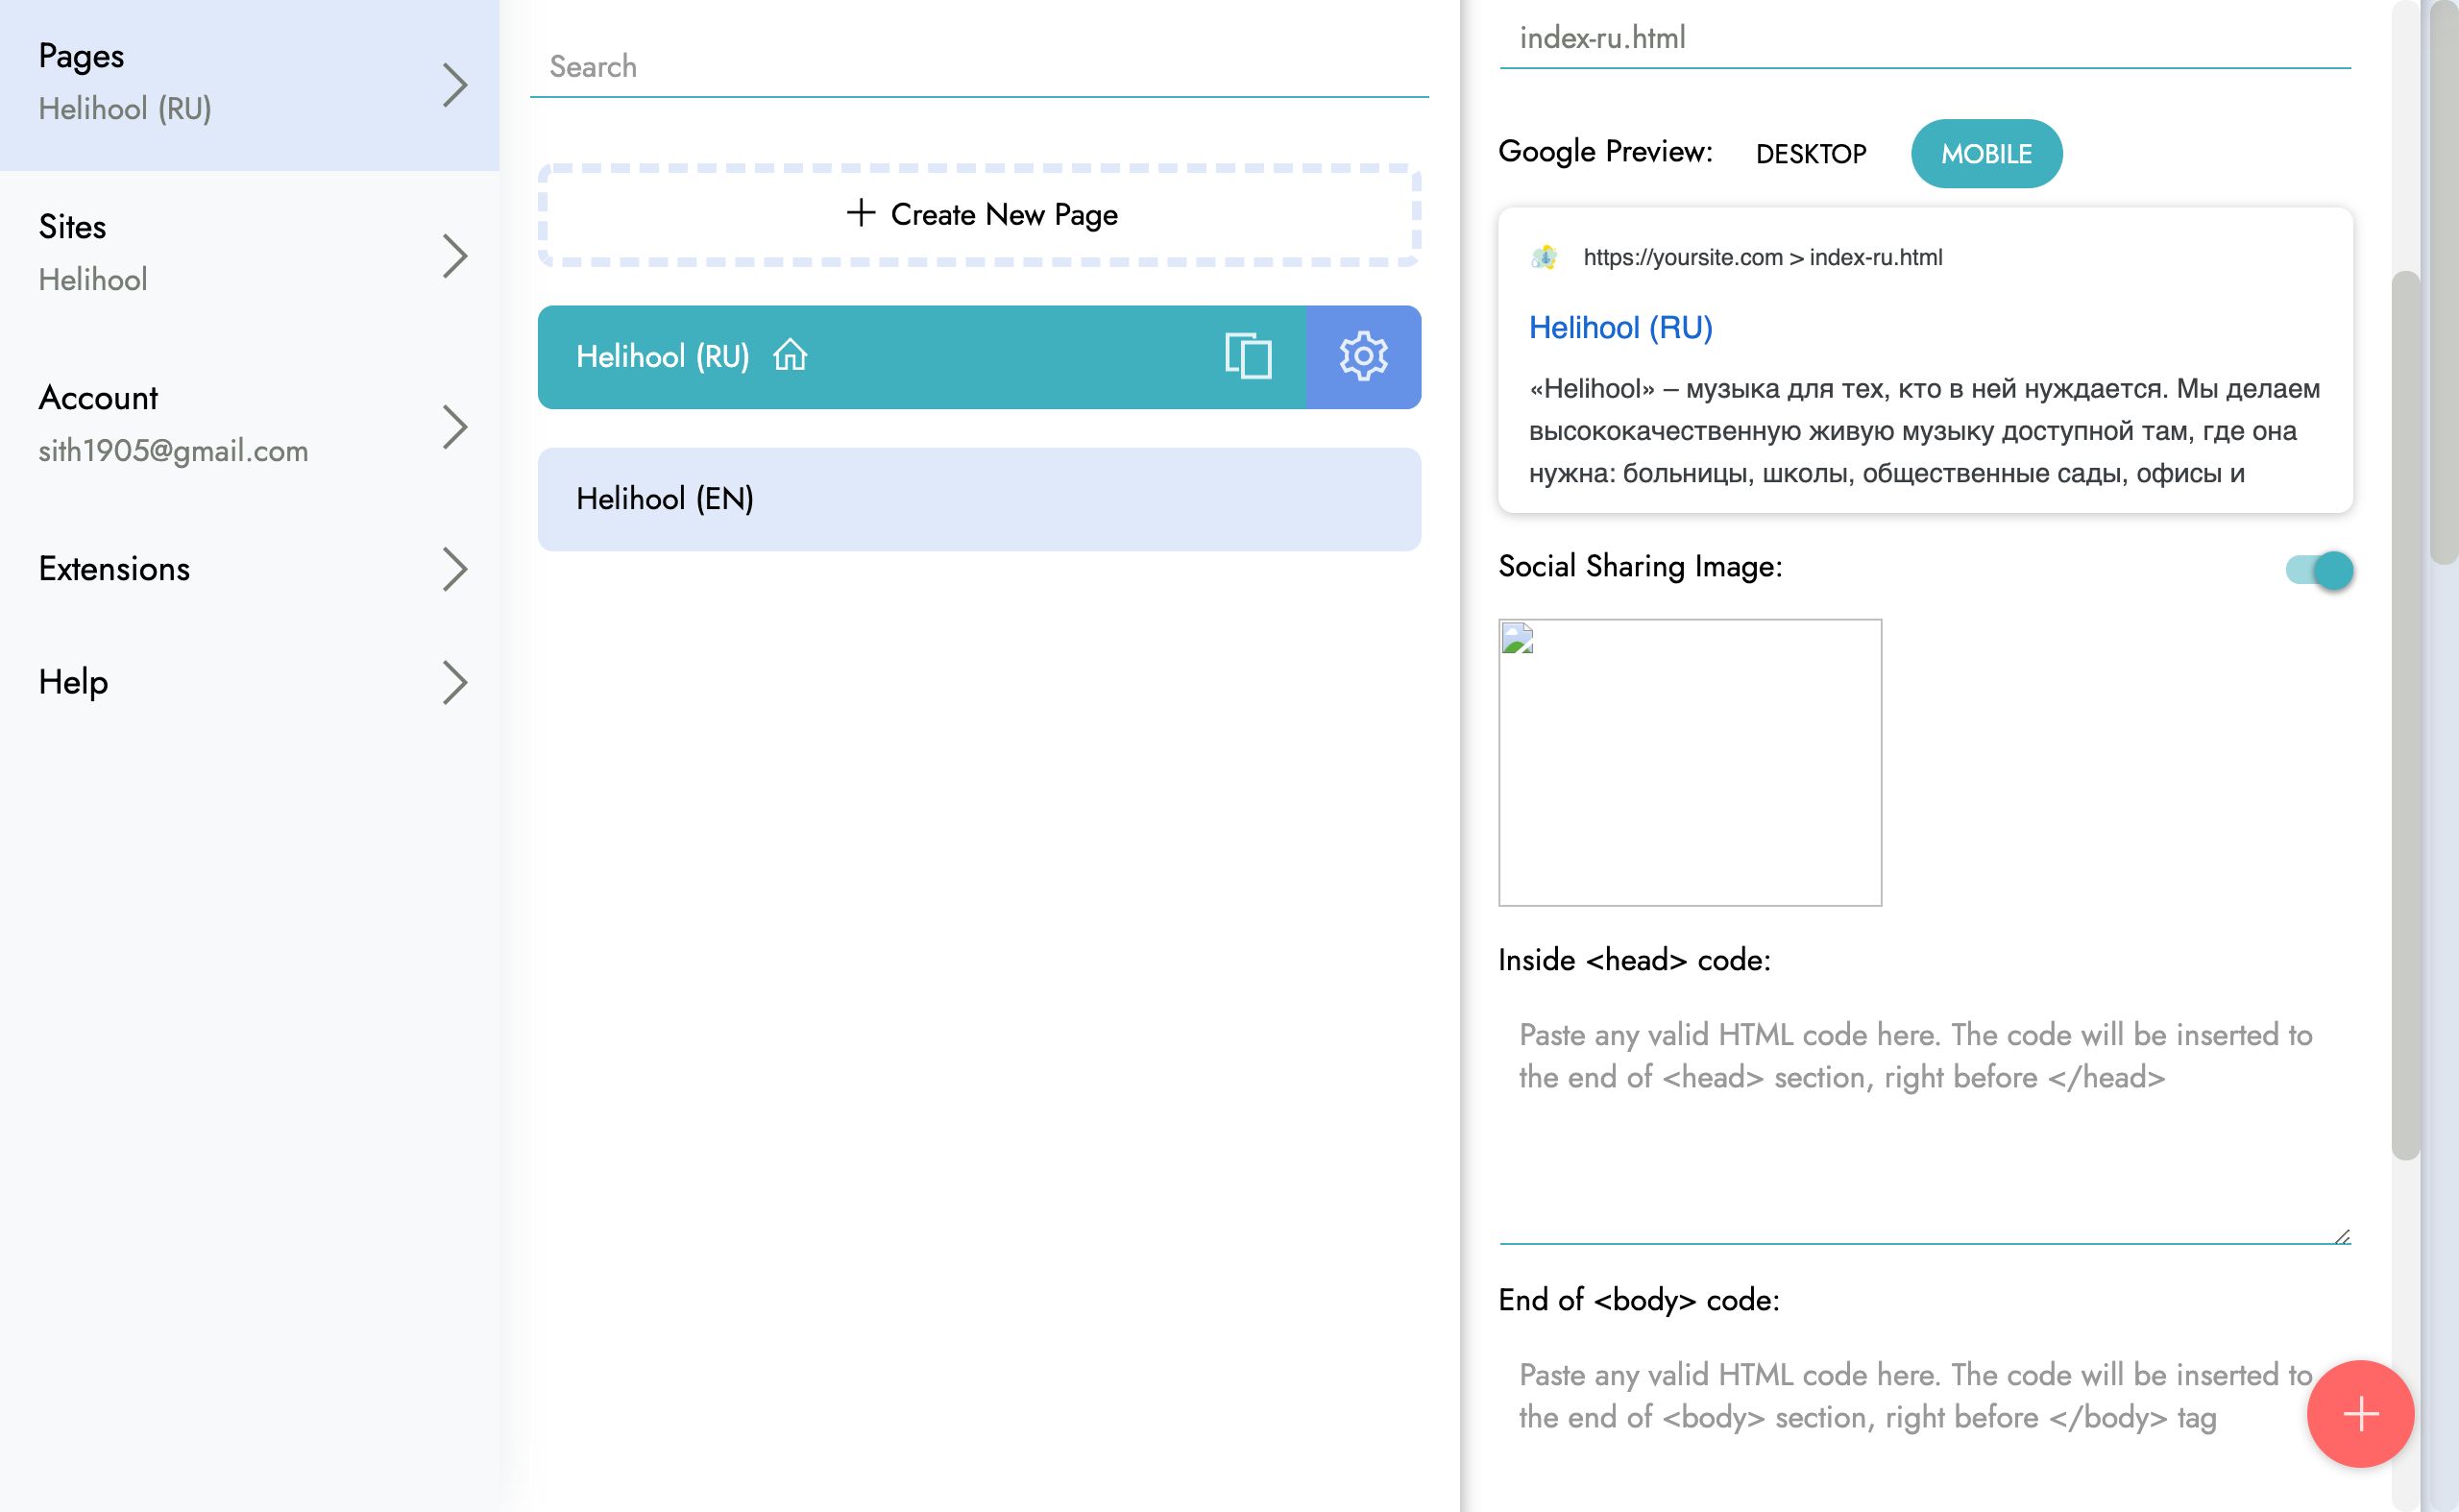 Pages
Helihool (RU)
Sites
Helihool
Account
sith1905@gmail.com
Extensions
Help
Search
Create New Page
Helihool (RU)
Helihool (EN)
index-ru.html
Google Preview: DESKTOP MOBILE
https://yoursite.com > index-ru.html
Helihool (RU)
«Helihool» – музыка для тех, кто в ней нуждается. Мы делаем
высококачественную живую музыку доступной там, где она
нужна: больницы, школы, общественные сады, офисы и
Social Sharing Image:
Inside <head> code:
Paste any valid HTML code here. The code will be inserted to
the end of <head> section, right before </head>
End of <body> code:
Paste any valid HTML code here. The code will be inserted to
the end of <body> section, right before </body> tag